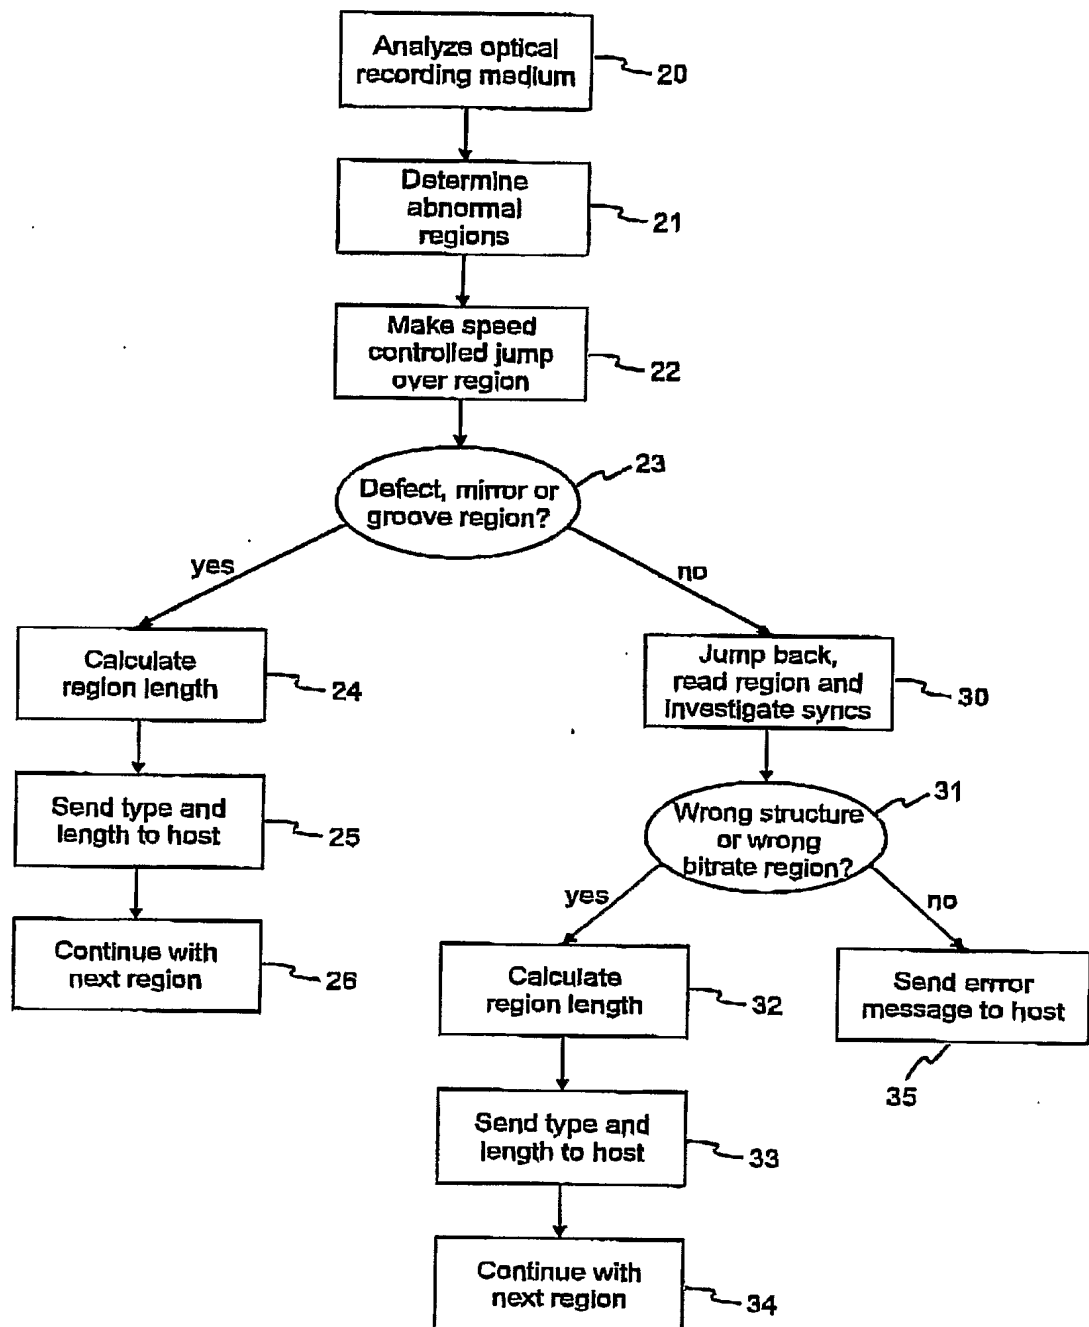 Analyze optical
recording medium
20
Determine
abnormal
regions
21
Make speed
controlled jump
over region
22
23
Defect, mirror or
groove region?
yes
no
Calculate
region length
24
Jump back,
read region and
investigate syncs
30
Send type and
length to host
25
31
Wrong structure
or wrong
bitrate region?
Continue with
next region
26
yes
no
Calculate
region length
32
Send error
message to host
35
Send type and
length to host
33
Continue with
next region
34